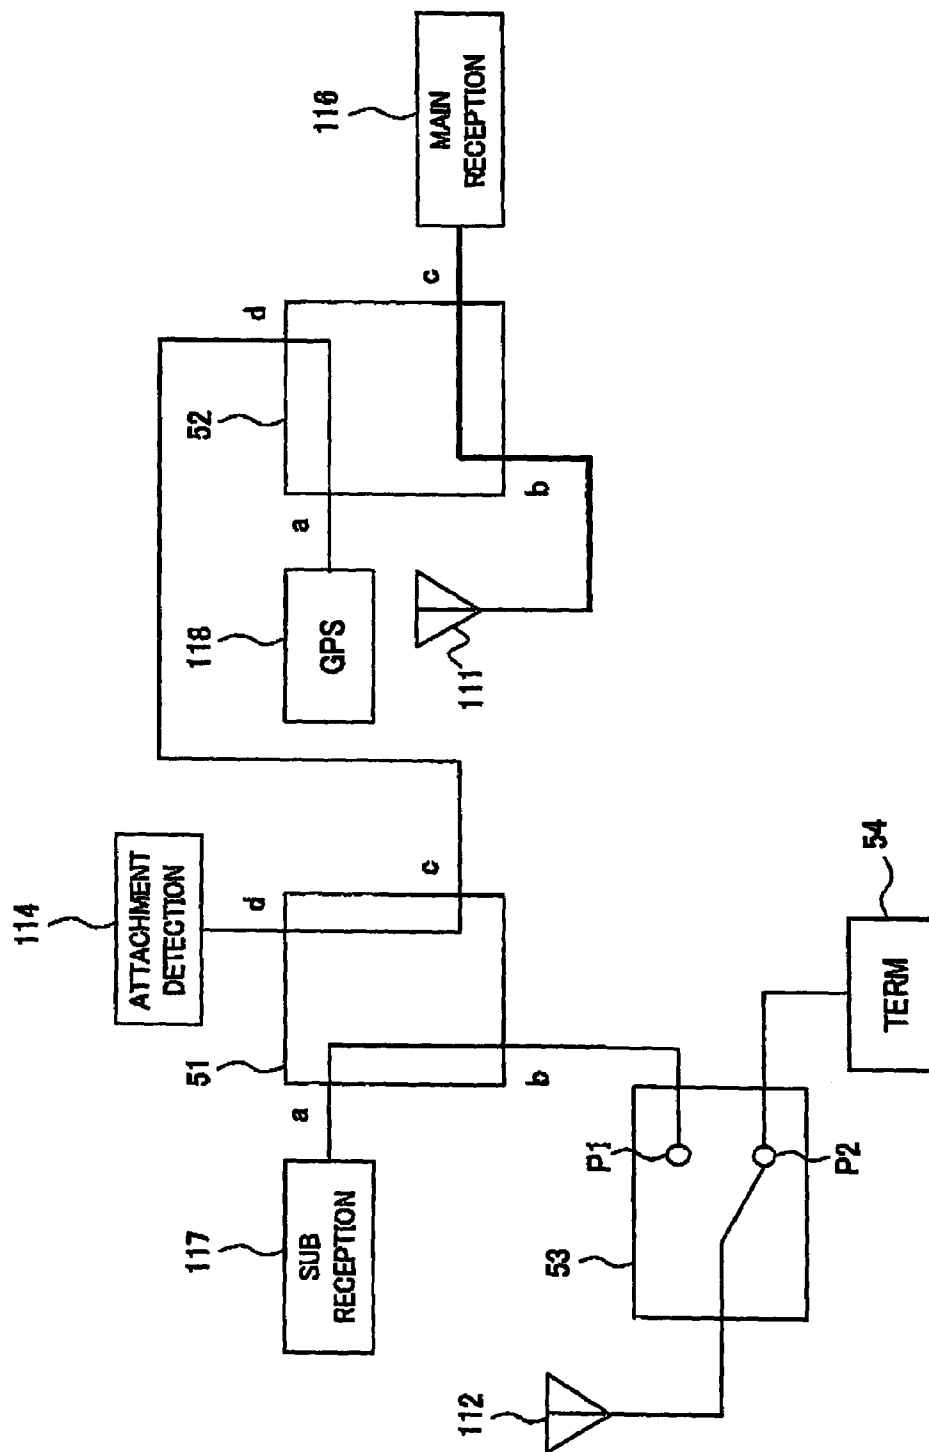 114
ATTACHMENT
DETECTION
117
51
118
52
d
d
a
a
SUB
RECEPTION
GPS
116
c
c
MAIN
RECEPTION
111
112
b
b
53
P1
P2
54
TERM